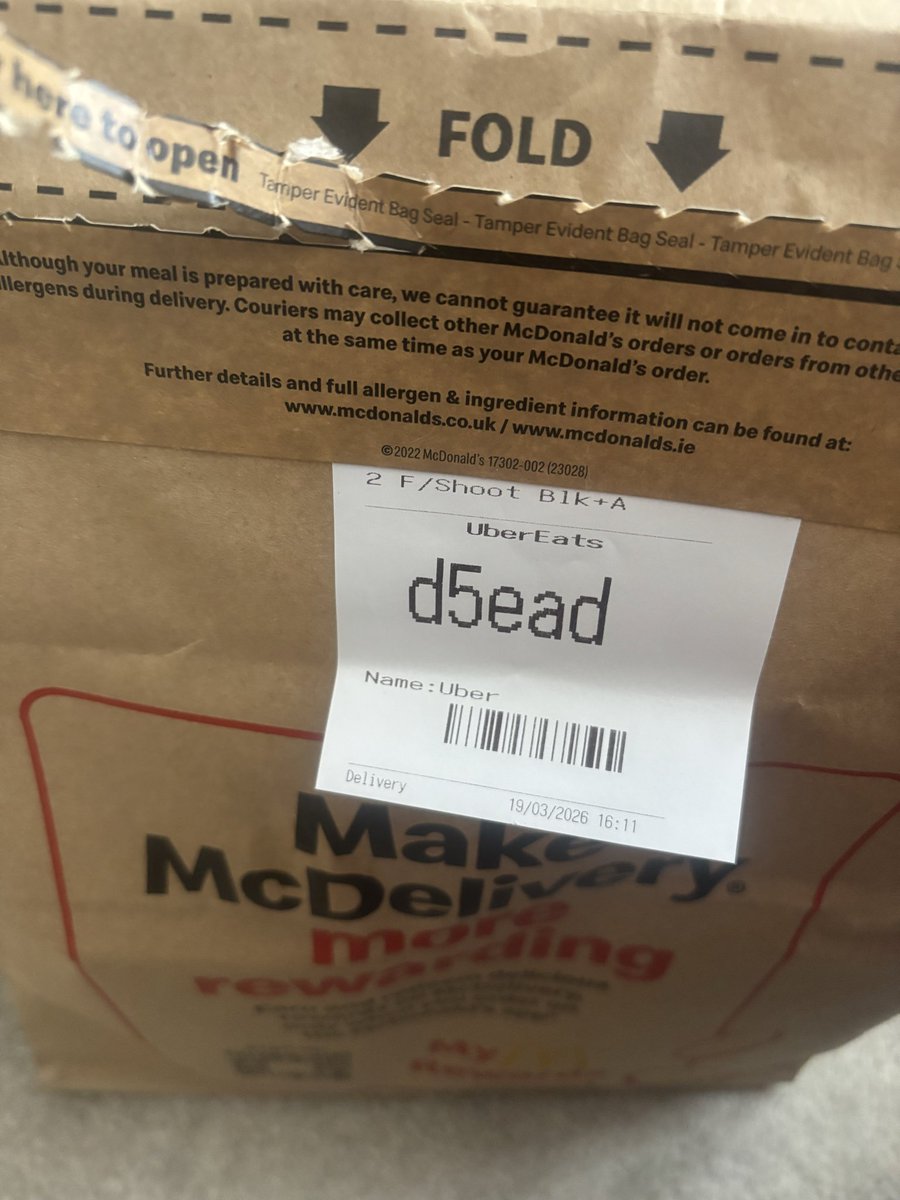 here to open
FOLD
Tamper Evident Bag Seal - Tamper Evident Bag Seal - Tamper Evident Bag
lthough your meal is prepared with care, we cannot guarantee it will not come in to conta
llergens during delivery. Couriers may collect other McDonald's orders or orders from othe
at the same time as your McDonald's order.
Further details and full allergen & ingredient information can be found at:
www.mcdonalds.co.uk / www.mcdonalds.ie
©2022 McDonald's 17302-002 (23028)
2 F/Shoot Blk+A
UberEats
d5ead
Name:Uber
Delivery
19/03/2026 16:11
Make
McDelivery®
more
rewarding
My
Rewards